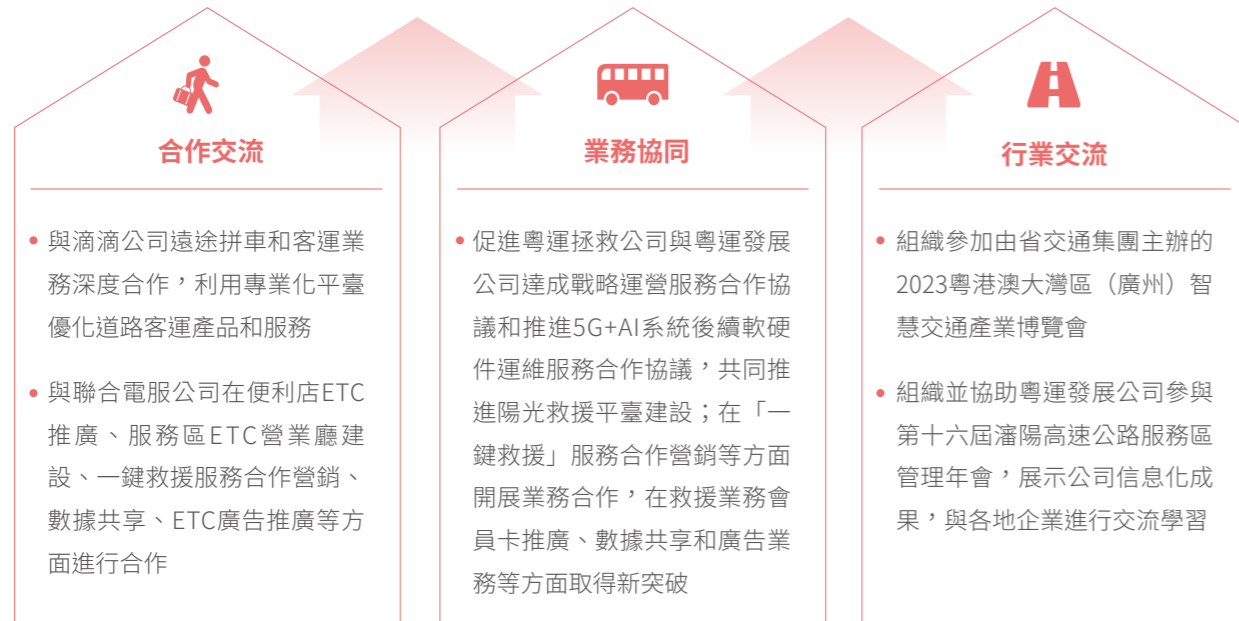 合作交流
與滴滴公司遠途拼車和客運業
務深度合作，利用專業化平臺
優化道路客運產品和服務
與聯合電服公司在便利店ETC
推廣、服務區ETC營業廳建
設、一鍵救援服務合作營銷、
數據共享、ETC廣告推廣等方
面進行合作
業務協同
促進粵運拯救公司與粵運發展
公司達成戰略運營服務合作協
議和推進5G+AI系統後續軟硬
件運維服務合作協議，共同推
進陽光救援平臺建設；在「一
鍵救援」服務合作營銷等方面
開展業務合作，在救援業務會
員卡推廣、數據共享和廣告業
務等方面取得新突破
行業交流
組織參加由省交通集團主辦的
2023粵港澳大灣區（廣州）智
慧交通產業博覽會
組織並協助粵運發展公司參與
第十六屆瀋陽高速公路服務區
管理年會，展示公司信息化成
果，與各地企業進行交流學習